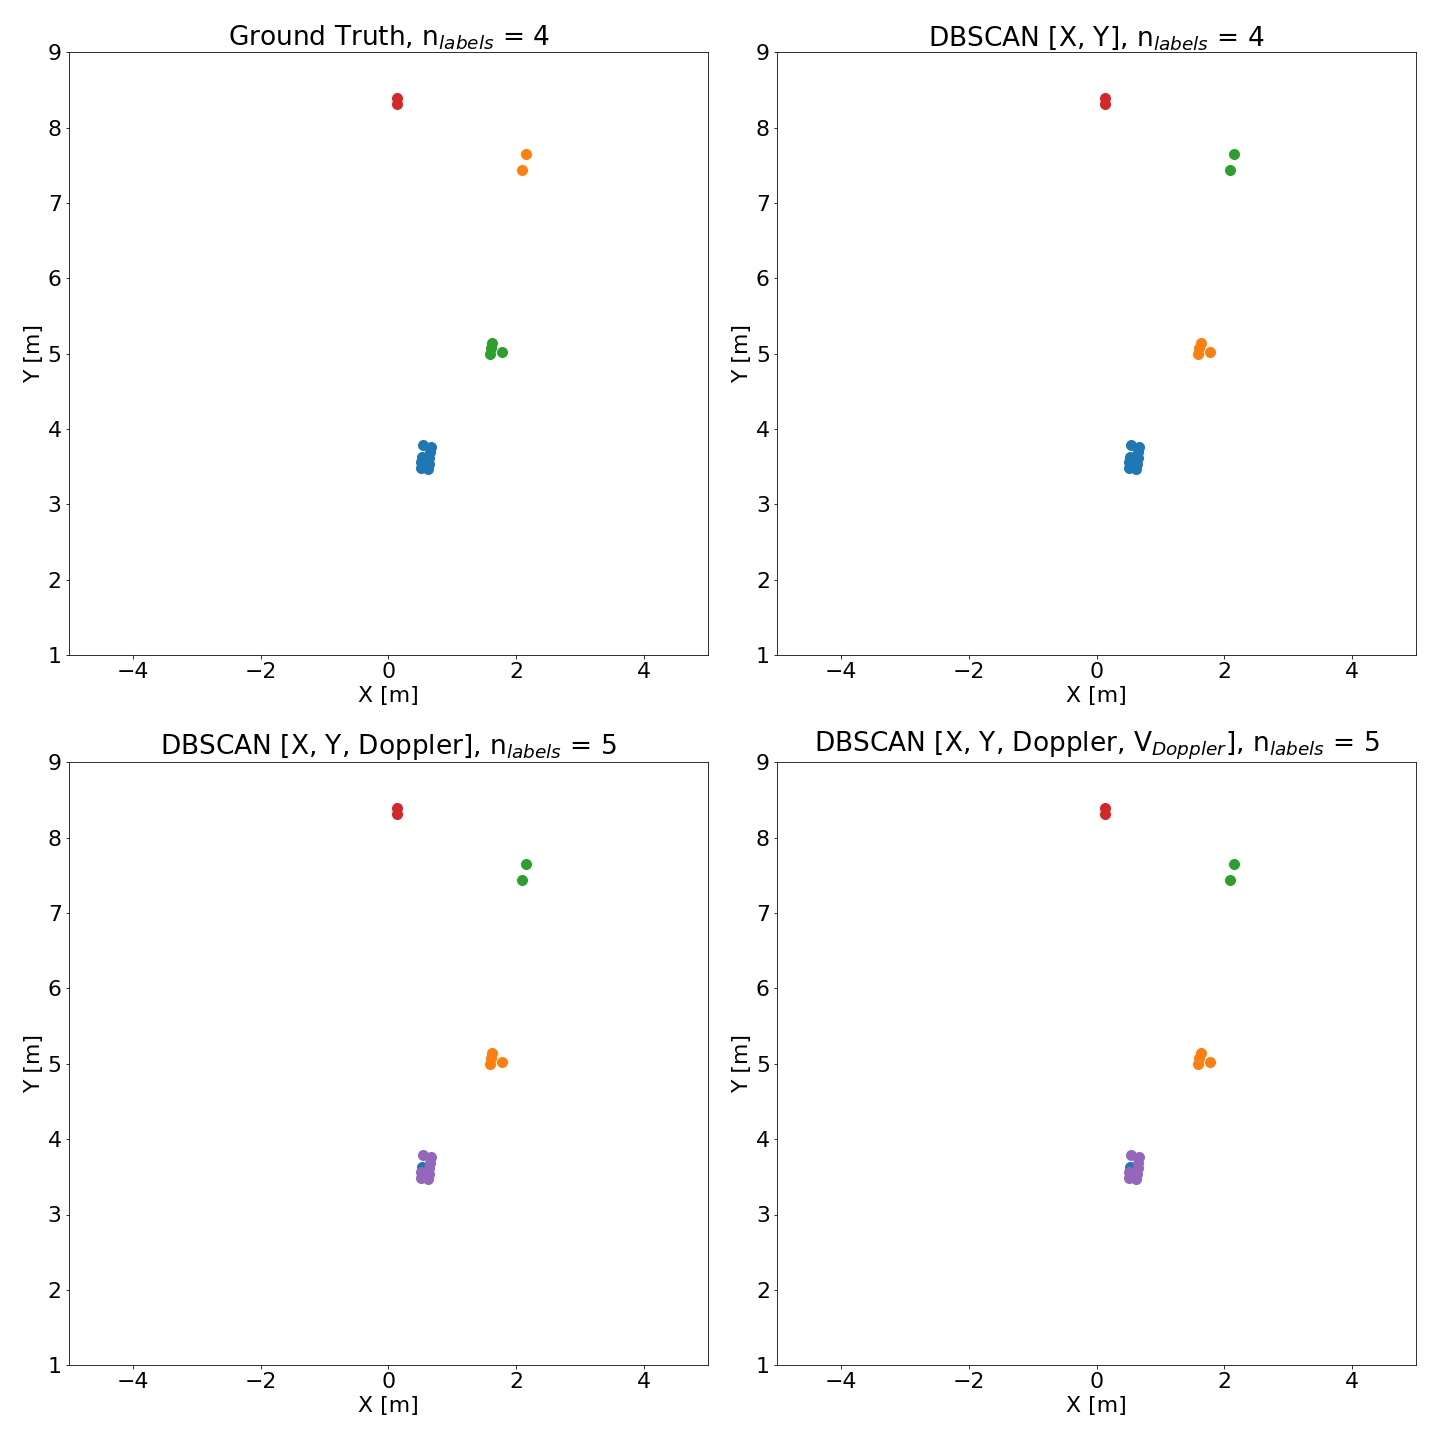 Ground Truth, n_labels = 4
9
8
7
6
5
4
3
2
1
Y [m]
−4 −2 0 2 4
X [m]
DBSCAN [X, Y], n_labels = 4
9
8
7
6
5
4
3
2
1
Y [m]
−4 −2 0 2 4
X [m]
DBSCAN [X, Y, Doppler], n_labels = 5
9
8
7
6
5
4
3
2
1
Y [m]
−4 −2 0 2 4
X [m]
DBSCAN [X, Y, Doppler, V_Doppler], n_labels = 5
9
8
7
6
5
4
3
2
1
Y [m]
−4 −2 0 2 4
X [m]